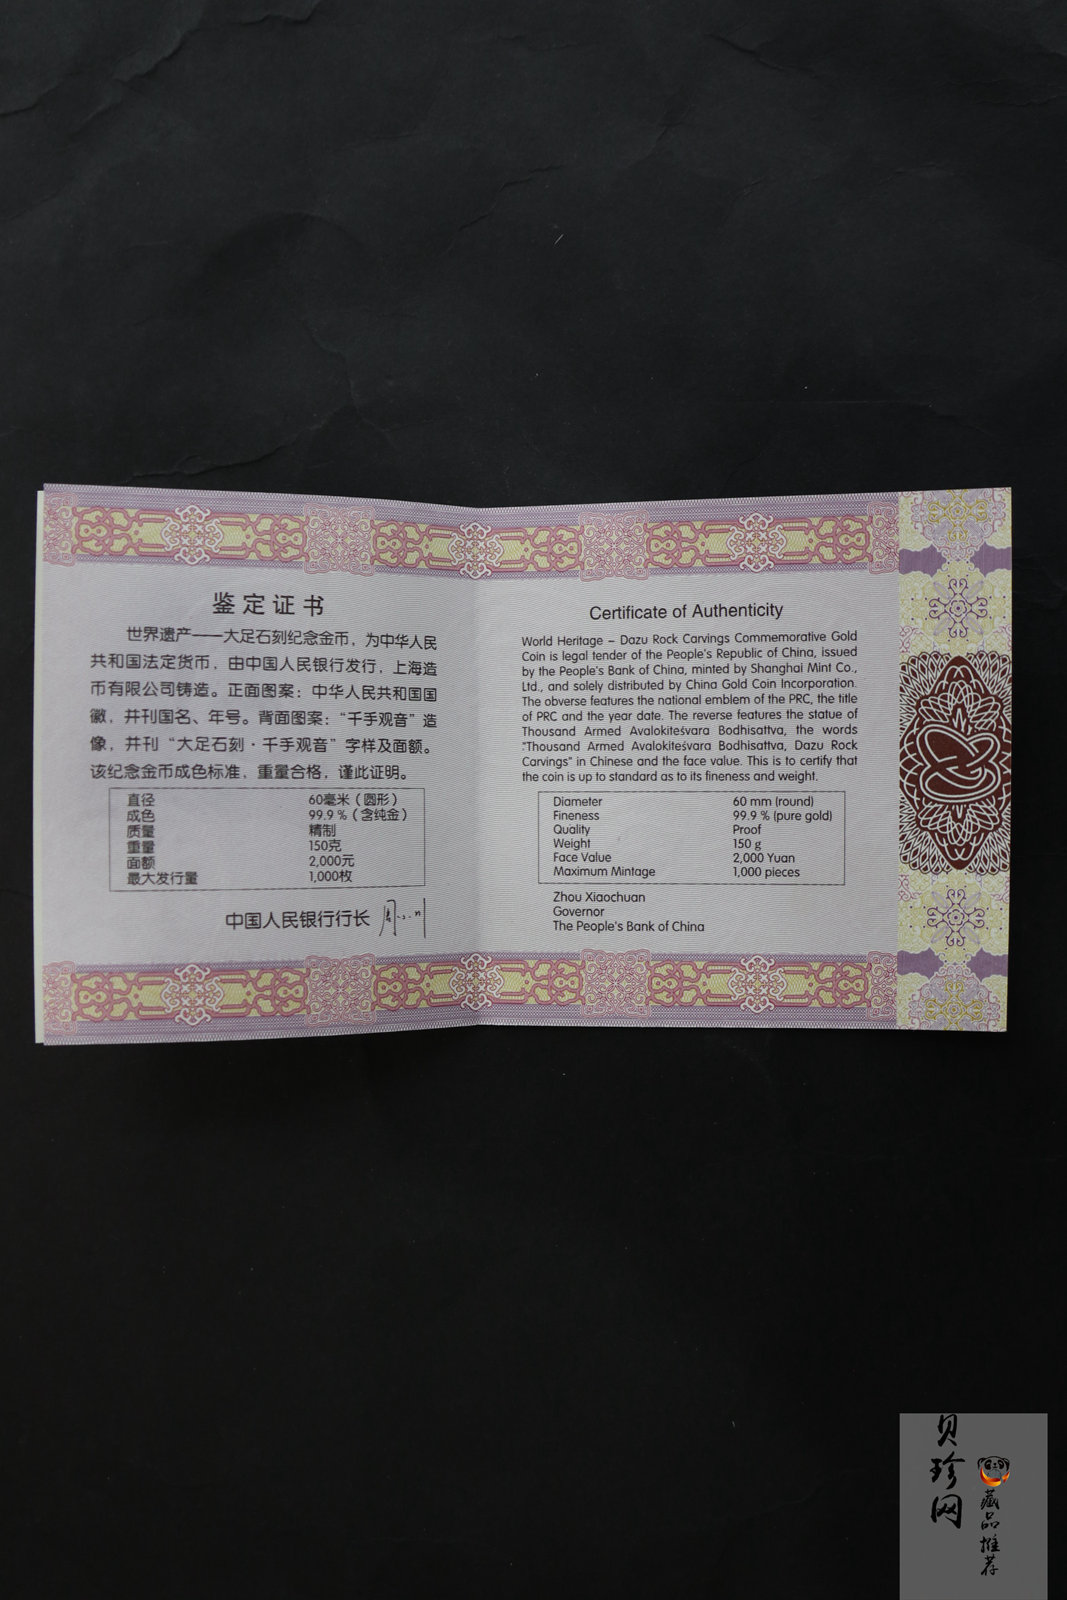 鉴定证书
世界遗产——大足石刻纪念金币，为中华人民
共和国法定货币，由中国人民银行发行，上海造
币有限公司铸造。正面图案：中华人民共和国国
徽，并刊国名、年号。背面图案：“千手观音”造
像，并刊“大足石刻·千手观音”字样及面额。
该纪念金币成色标准，重量合格，谨此证明。
直径 60毫米（圆形）
成色 99.9％（含纯金）
质量 精制
重量 150克
面额 2,000元
最大发行量 1,000枚
中国人民银行行长
Certificate of Authenticity
World Heritage – Dazu Rock Carvings Commemorative Gold
Coin is legal tender of the People's Republic of China, issued
by the People's Bank of China, minted by Shanghai Mint Co.,
Ltd., and solely distributed by China Gold Coin Incorporation.
The obverse features the national emblem of the PRC, the title
of PRC and the year date. The reverse features the statue of
Thousand Armed Avalokiteśvara Bodhisattva, the words
"Thousand Armed Avalokiteśvara Bodhisattva, Dazu Rock
Carvings" in Chinese and the face value. This is to certify that
the coin is up to standard as to its fineness and weight.
Diameter 60 mm (round)
Fineness 99.9 % (pure gold)
Quality Proof
Weight 150 g
Face Value 2,000 Yuan
Maximum Mintage 1,000 pieces
Zhou Xiaochuan
Governor
The People's Bank of China
贝珍网
藏品推荐